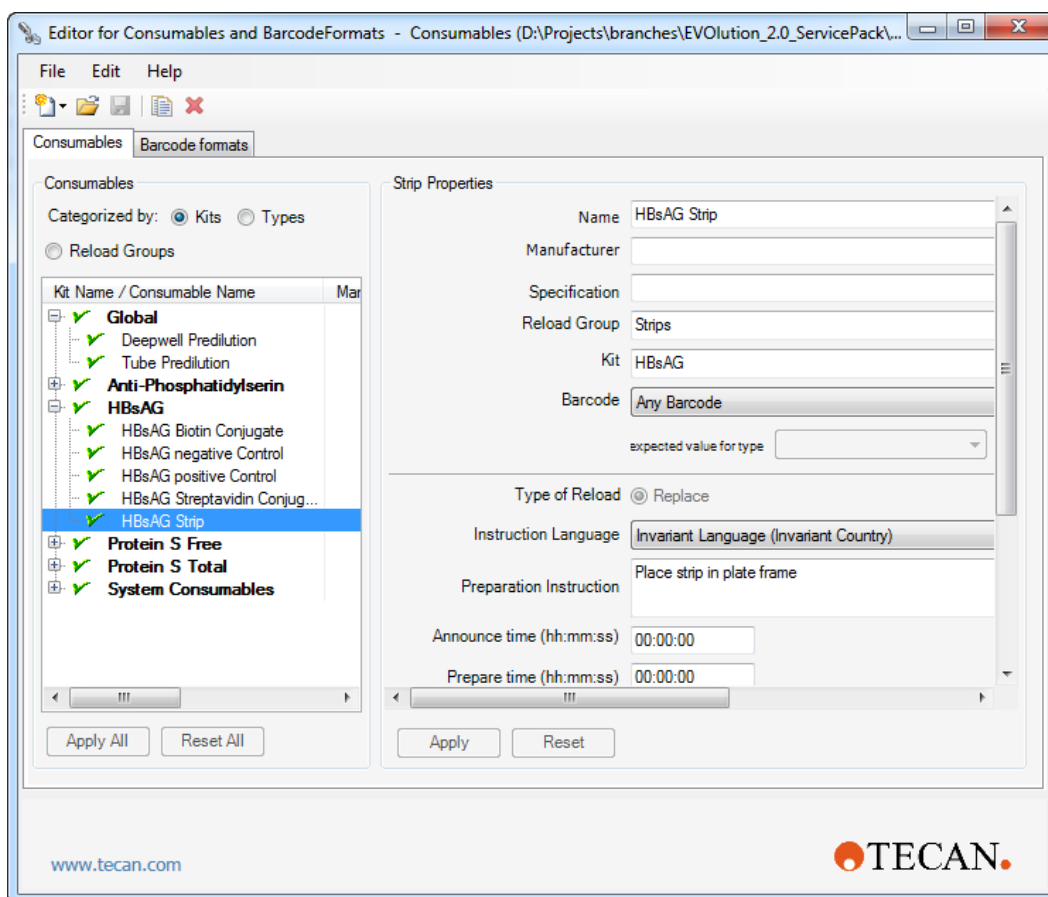 Editor for Consumables and BarcodeFormats - Consumables (D:\Projects\branches\EVOlution_2.0_ServicePack\...
File Edit Help
Consumables Barcode formats
Consumables
Categorized by: Kits Types
Reload Groups
Kit Name / Consumable Name Mar
Global
Deepwell Predilution
Tube Predilution
Anti-Phosphatidylserin
HBsAG
HBsAG Biotin Conjugate
HBsAG negative Control
HBsAG positive Control
HBsAG Streptavidin Conjug...
HBsAG Strip
Protein S Free
Protein S Total
System Consumables
Apply All Reset All
Strip Properties
Name HBsAG Strip
Manufacturer
Specification
Reload Group Strips
Kit HBsAG
Barcode Any Barcode
expected value for type
Type of Reload Replace
Instruction Language Invariant Language (Invariant Country)
Preparation Instruction Place strip in plate frame
Announce time (hh:mm:ss) 00:00:00
Prepare time (hh:mm:ss) 00:00:00
Apply Reset
www.tecan.com
TECAN.